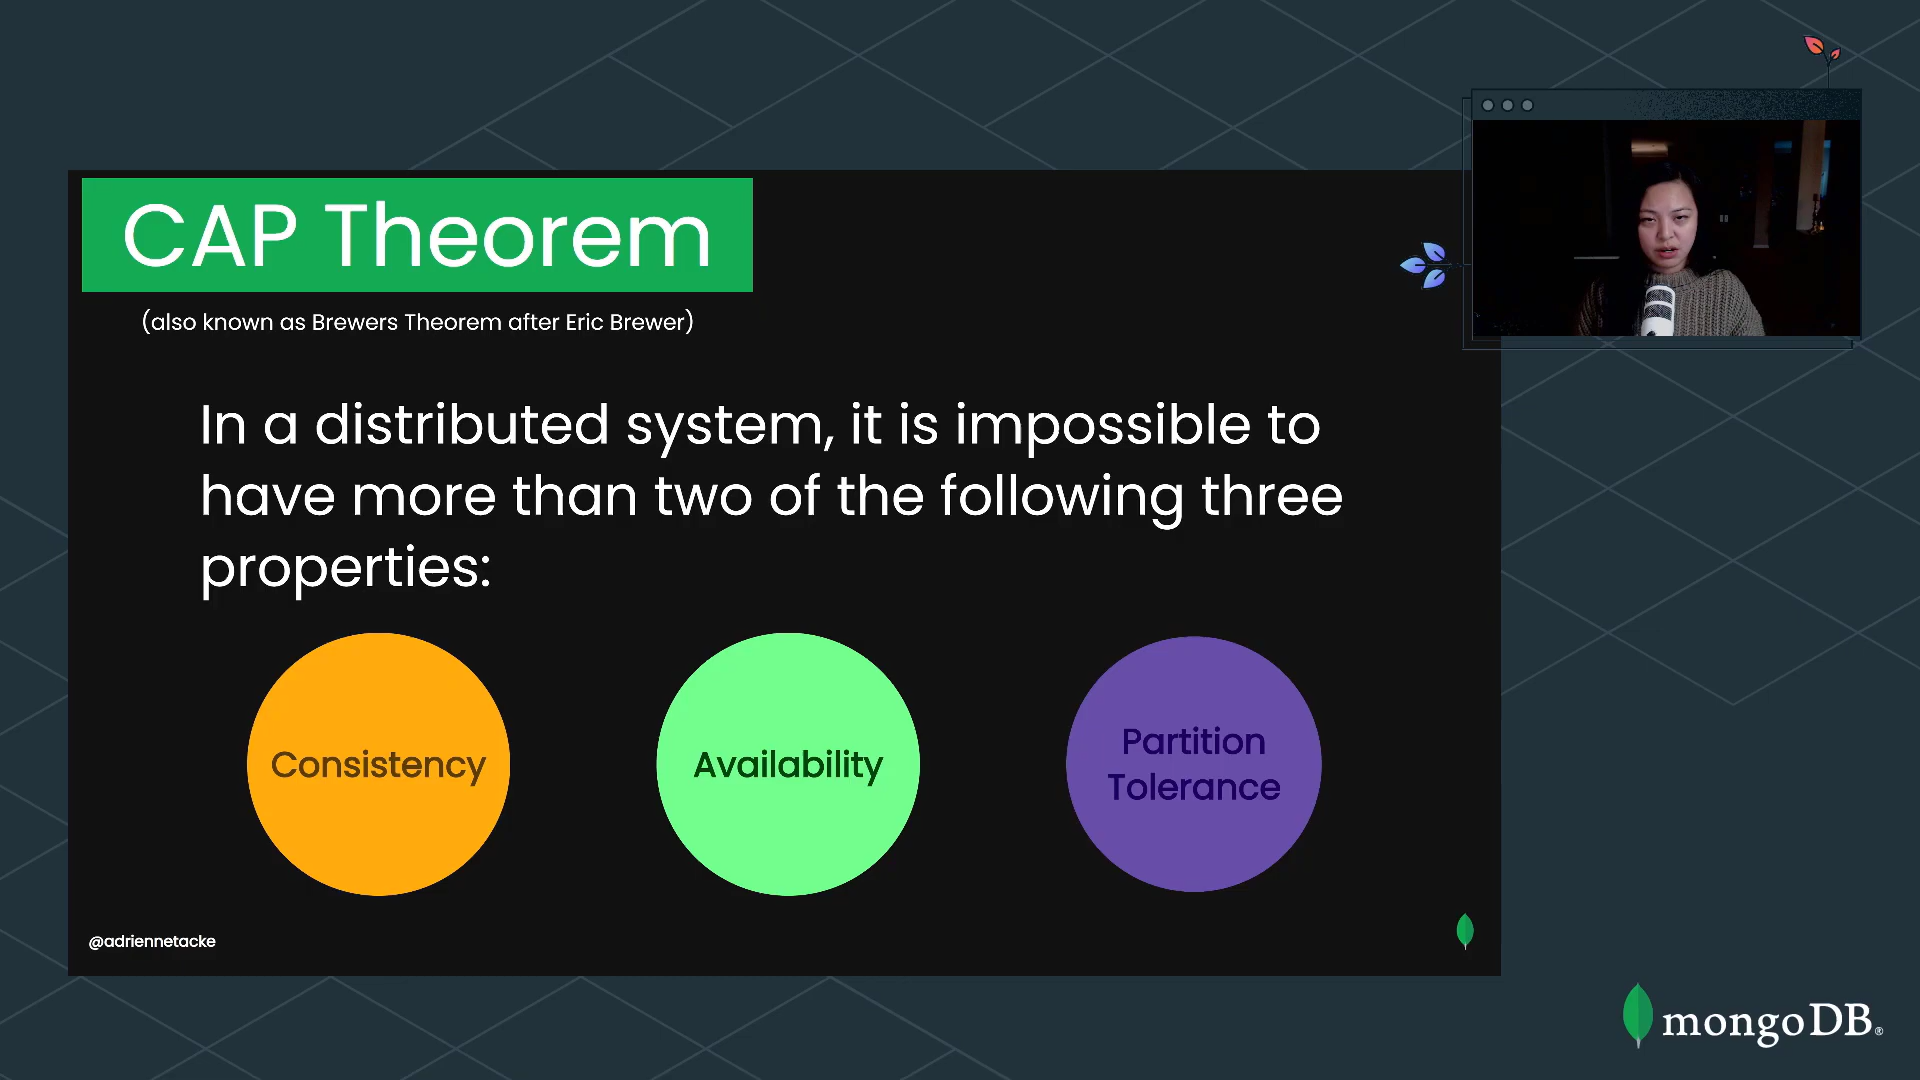 CAP Theorem
(also known as Brewers Theorem after Eric Brewer)
In a distributed system, it is impossible to
have more than two of the following three
properties:
Consistency
Availability
Partition
Tolerance
@adriennetacke
mongoDB®